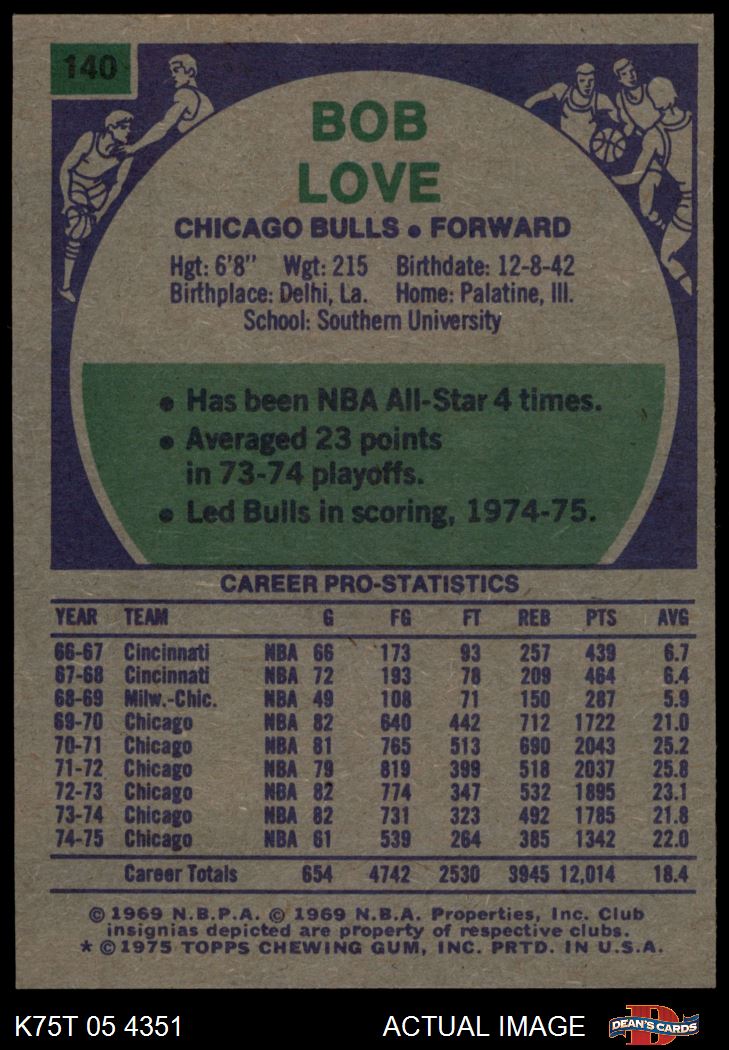 140
BOB
LOVE
CHICAGO BULLS • FORWARD
Hgt: 6'8" Wgt: 215 Birthdate: 12-8-42
Birthplace: Delhi, La. Home: Palatine, Ill.
School: Southern University
• Has been NBA All-Star 4 times.
• Averaged 23 points
in 73-74 playoffs.
• Led Bulls in scoring, 1974-75.
CAREER PRO-STATISTICS
YEAR TEAM G FG FT REB PTS AVG
66-67 Cincinnati NBA 66 173 93 257 439 6.7
67-68 Cincinnati NBA 72 193 78 209 464 6.4
68-69 Milw.-Chic. NBA 49 108 71 150 287 5.9
69-70 Chicago NBA 82 640 442 712 1722 21.0
70-71 Chicago NBA 81 765 513 690 2043 25.2
71-72 Chicago NBA 79 819 399 518 2037 25.8
72-73 Chicago NBA 82 774 347 532 1895 23.1
73-74 Chicago NBA 82 731 323 492 1785 21.8
74-75 Chicago NBA 61 539 264 385 1342 22.0
Career Totals 654 4742 2530 3945 12,014 18.4
© 1969 N.B.P.A. © 1969 N.B.A. Properties, Inc. Club
insignias depicted are property of respective clubs.
* © 1975 TOPPS CHEWING GUM, INC. PRTD. IN U.S.A.
K75T 05 4351 ACTUAL IMAGE D DEAN'S CARDS